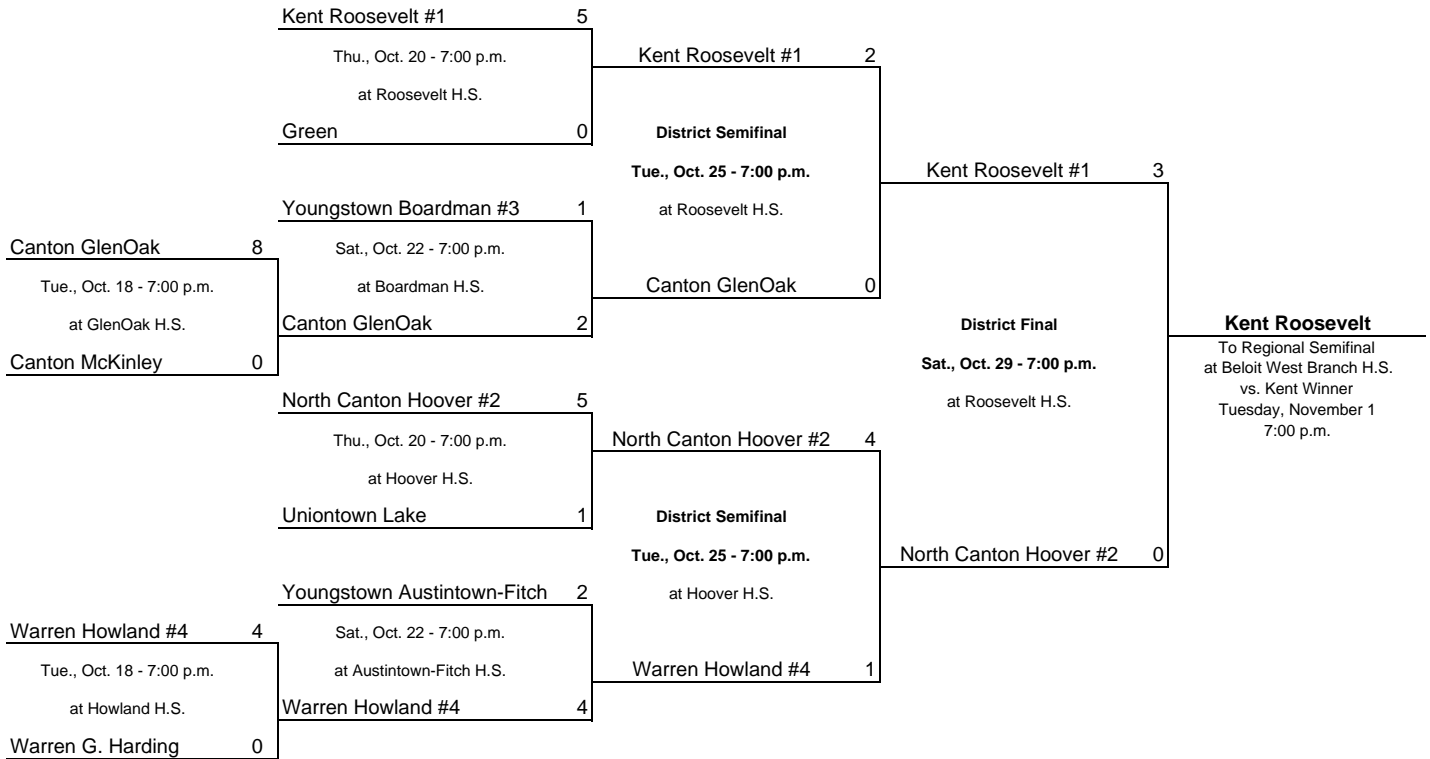 Kent Roosevelt #1 5
Thu., Oct. 20 - 7:00 p.m.
at Roosevelt H.S.
Green 0
Kent Roosevelt #1 2
District Semifinal
Tue., Oct. 25 - 7:00 p.m.
at Roosevelt H.S.
Canton GlenOak 0
Youngstown Boardman #3 1
Sat., Oct. 22 - 7:00 p.m.
at Boardman H.S.
Canton GlenOak 2
Canton GlenOak 8
Tue., Oct. 18 - 7:00 p.m.
at GlenOak H.S.
Canton McKinley 0
Kent Roosevelt #1 3
District Final
Sat., Oct. 29 - 7:00 p.m.
at Roosevelt H.S.
North Canton Hoover #2 0
Kent Roosevelt
To Regional Semifinal
at Beloit West Branch H.S.
vs. Kent Winner
Tuesday, November 1
7:00 p.m.
North Canton Hoover #2 5
Thu., Oct. 20 - 7:00 p.m.
at Hoover H.S.
Uniontown Lake 1
North Canton Hoover #2 4
District Semifinal
Tue., Oct. 25 - 7:00 p.m.
at Hoover H.S.
Warren Howland #4 1
Youngstown Austintown-Fitch 2
Sat., Oct. 22 - 7:00 p.m.
at Austintown-Fitch H.S.
Warren Howland #4 4
Warren Howland #4 4
Tue., Oct. 18 - 7:00 p.m.
at Howland H.S.
Warren G. Harding 0